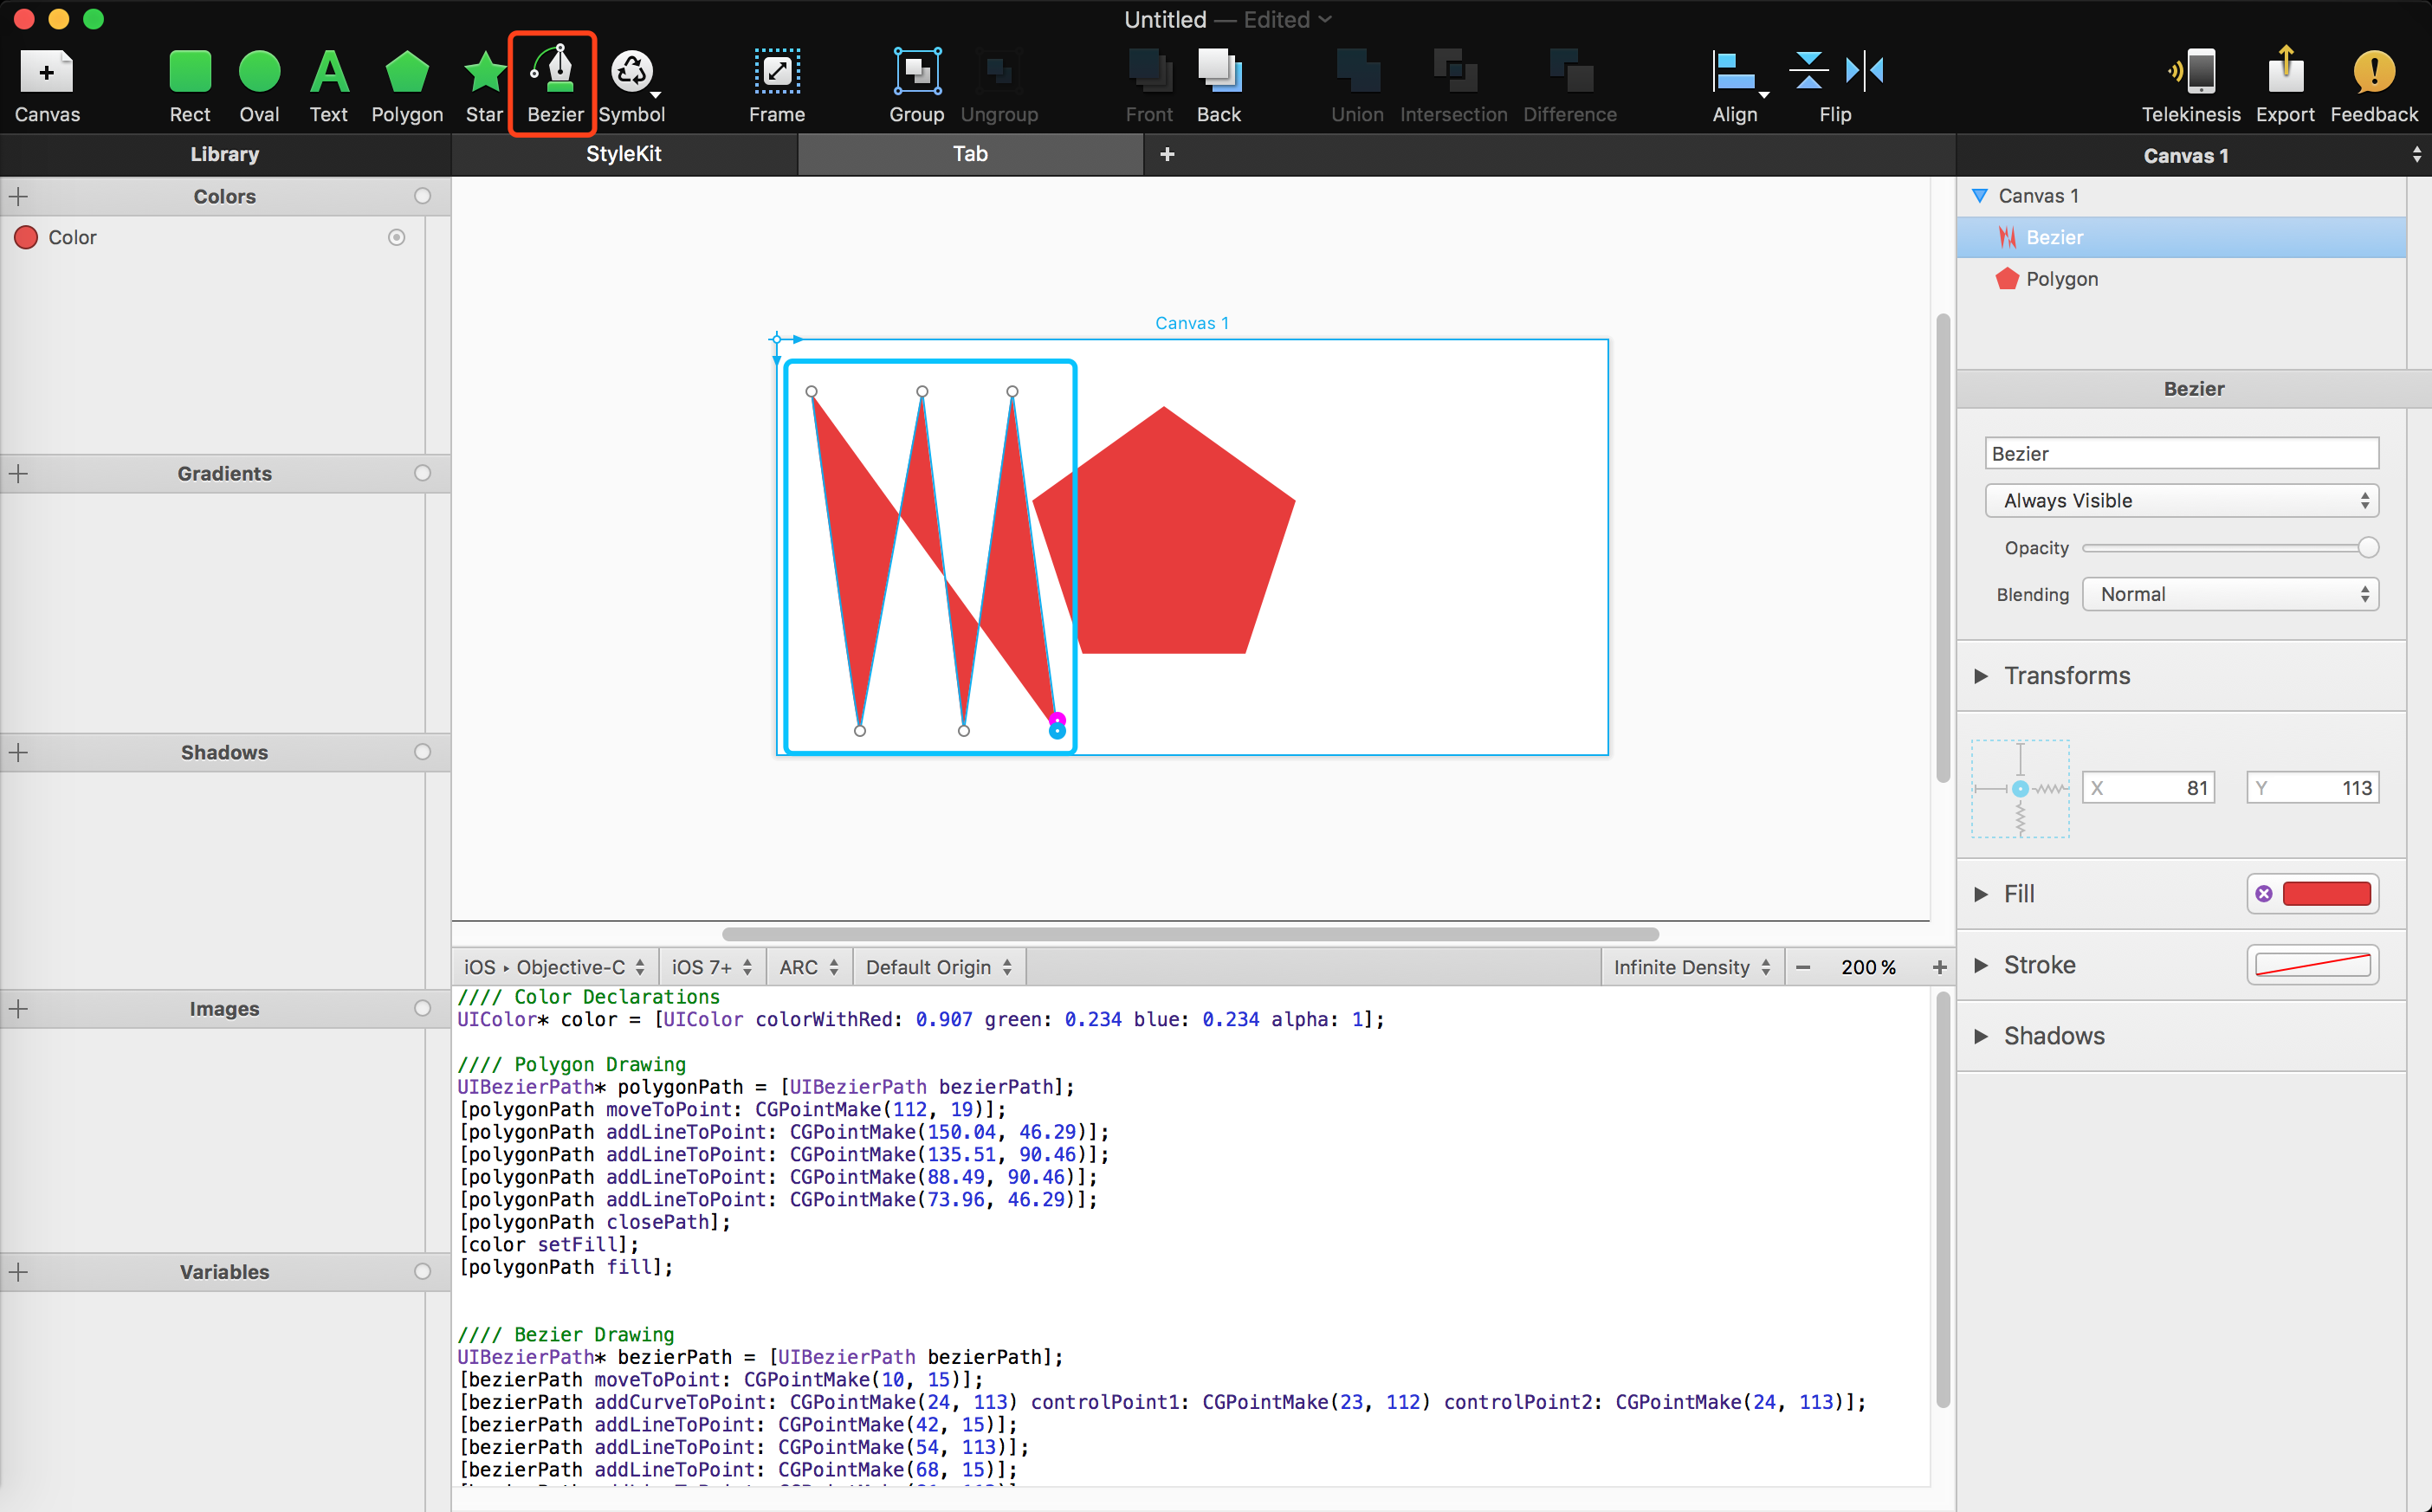 Untitled — Edited
Canvas
Rect
Oval
Text
Polygon
Star
Bezier
Symbol
Frame
Group
Ungroup
Front
Back
Union
Intersection
Difference
Align
Flip
Telekinesis
Export
Feedback
Library
StyleKit
Tab
+
Canvas 1
Colors
Color
Gradients
Shadows
Images
Variables
Canvas 1
Canvas 1
Bezier
Polygon
Bezier
Bezier
Always Visible
Opacity
Blending Normal
Transforms
X 81 Y 113
Fill
Stroke
Shadows
iOS ▸ Objective-C iOS 7+ ARC Default Origin Infinite Density − 200% +
//// Color Declarations
UIColor* color = [UIColor colorWithRed: 0.907 green: 0.234 blue: 0.234 alpha: 1];
//// Polygon Drawing
UIBezierPath* polygonPath = [UIBezierPath bezierPath];
[polygonPath moveToPoint: CGPointMake(112, 19)];
[polygonPath addLineToPoint: CGPointMake(150.04, 46.29)];
[polygonPath addLineToPoint: CGPointMake(135.51, 90.46)];
[polygonPath addLineToPoint: CGPointMake(88.49, 90.46)];
[polygonPath addLineToPoint: CGPointMake(73.96, 46.29)];
[polygonPath closePath];
[color setFill];
[polygonPath fill];
//// Bezier Drawing
UIBezierPath* bezierPath = [UIBezierPath bezierPath];
[bezierPath moveToPoint: CGPointMake(10, 15)];
[bezierPath addCurveToPoint: CGPointMake(24, 113) controlPoint1: CGPointMake(23, 112) controlPoint2: CGPointMake(24, 113)];
[bezierPath addLineToPoint: CGPointMake(42, 15)];
[bezierPath addLineToPoint: CGPointMake(54, 113)];
[bezierPath addLineToPoint: CGPointMake(68, 15)];